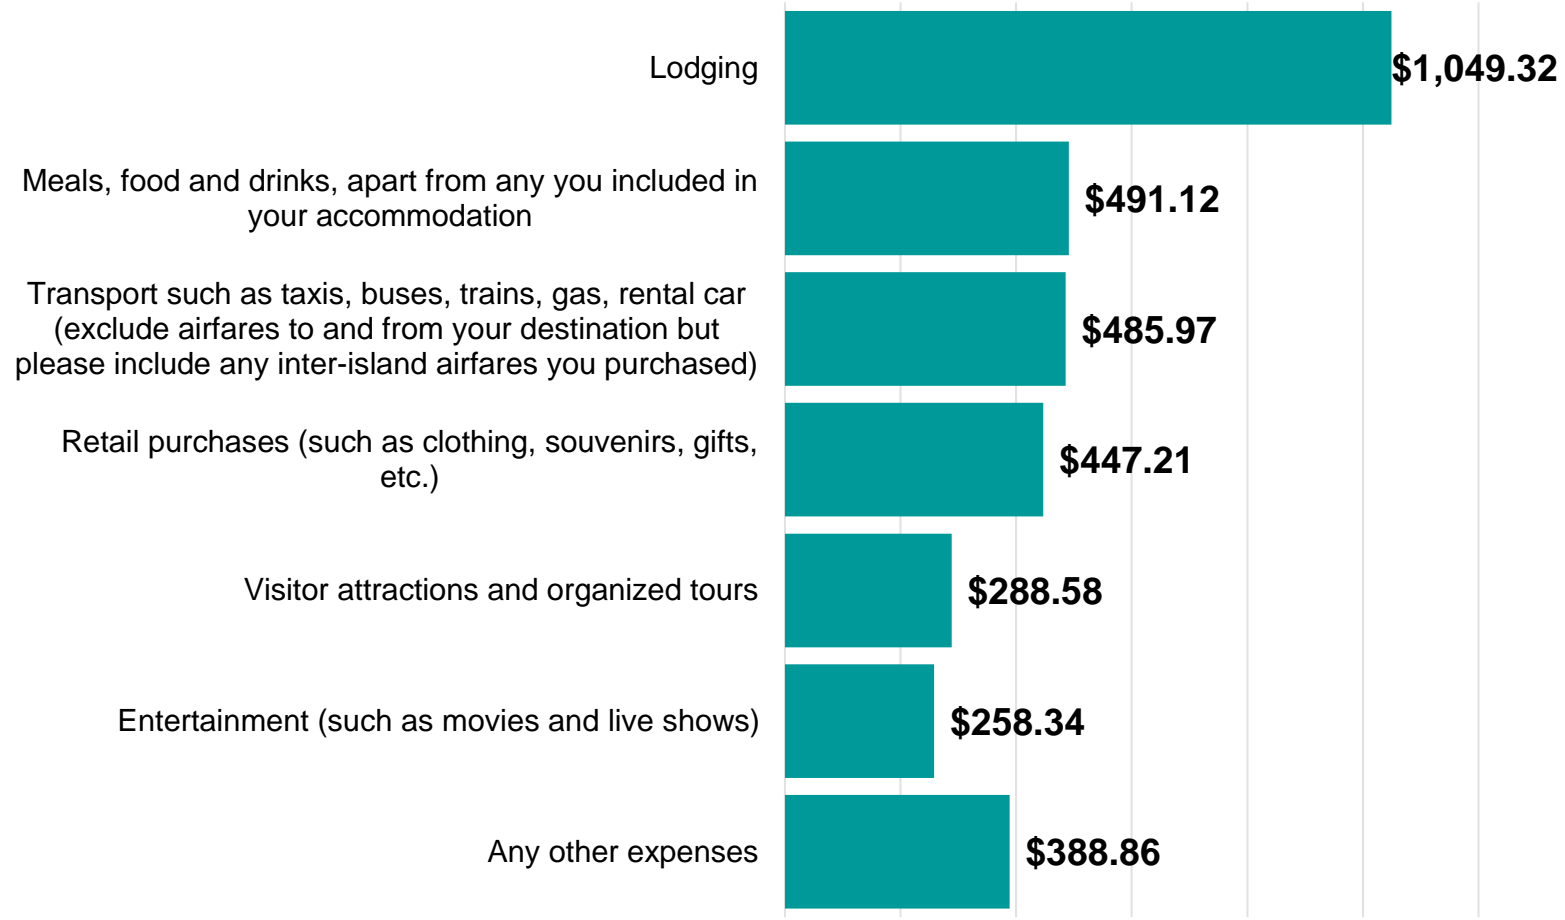 Lodging
$1,049.32
Meals, food and drinks, apart from any you included in
your accommodation
$491.12
Transport such as taxis, buses, trains, gas, rental car
(exclude airfares to and from your destination but
please include any inter-island airfares you purchased)
$485.97
Retail purchases (such as clothing, souvenirs, gifts,
etc.)
$447.21
Visitor attractions and organized tours
$288.58
Entertainment (such as movies and live shows)
$258.34
Any other expenses
$388.86